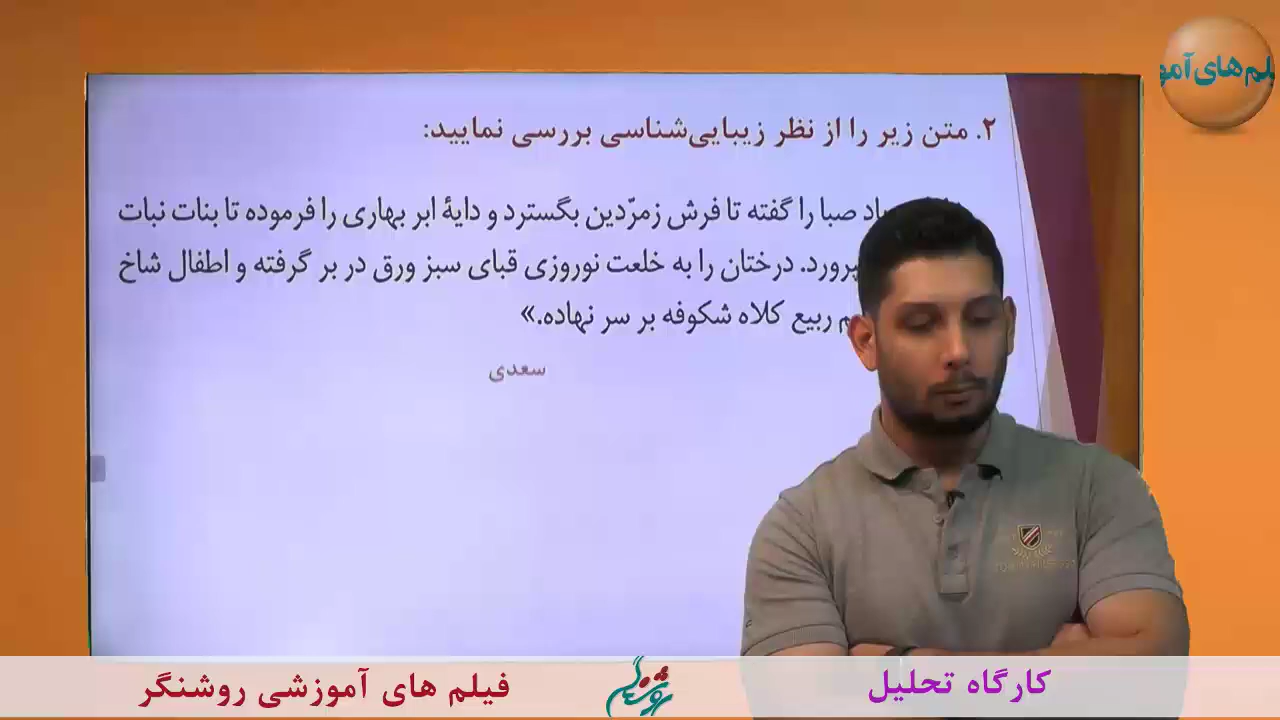 ۲. متن زیر را از نظر زیبایی‌شناسی بررسی نمایید:
باد صبا را گفته تا فرش زمرّدین بگسترد و دایهٔ ابر بهاری را فرموده تا بنات نبات
پرورد. درختان را به خلعت نوروزی قبای سبز ورق در بر گرفته و اطفال شاخ
ربیع کلاه شکوفه بر سر نهاده.»
سعدی
کارگاه تحلیل
فیلم های آموزشی روشنگر